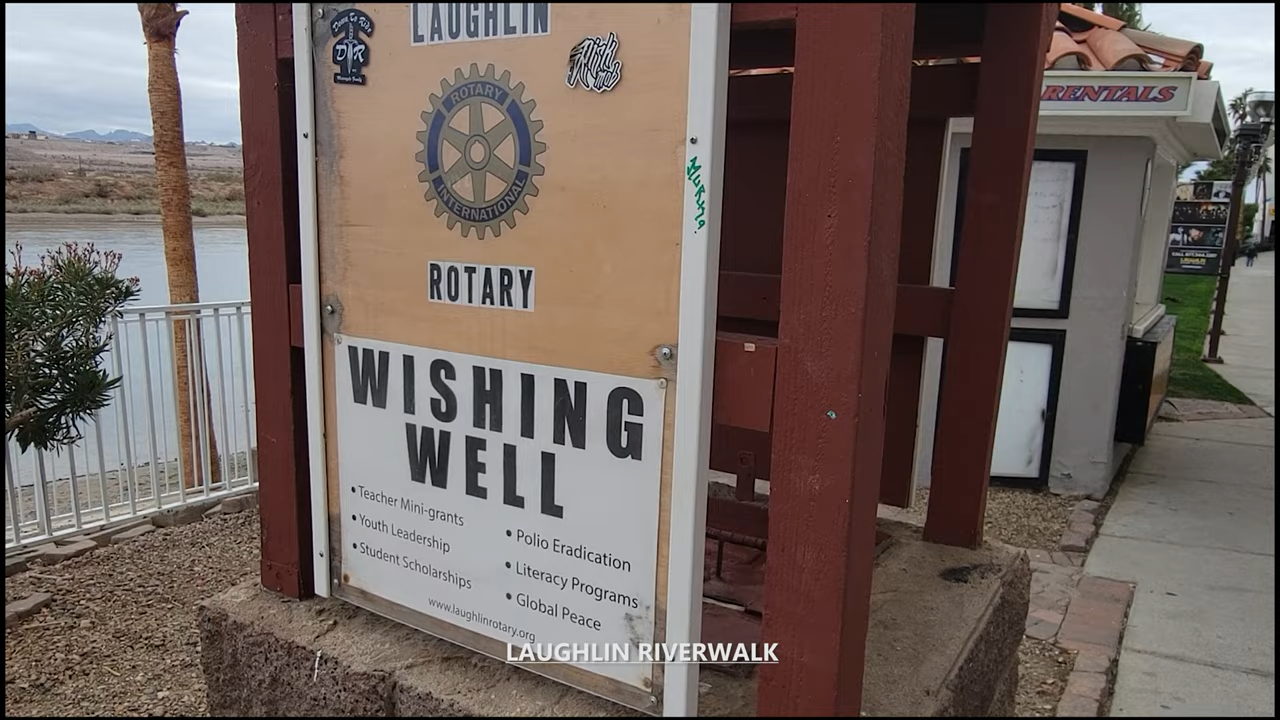 LAUGHLIN
ROTARY
INTERNATIONAL
ROTARY
WISHING
WELL
• Teacher Mini-grants
• Youth Leadership
• Student Scholarships
• Polio Eradication
• Literacy Programs
• Global Peace
www.laughlinrotary.org
RENTALS
LAUGHLIN RIVERWALK